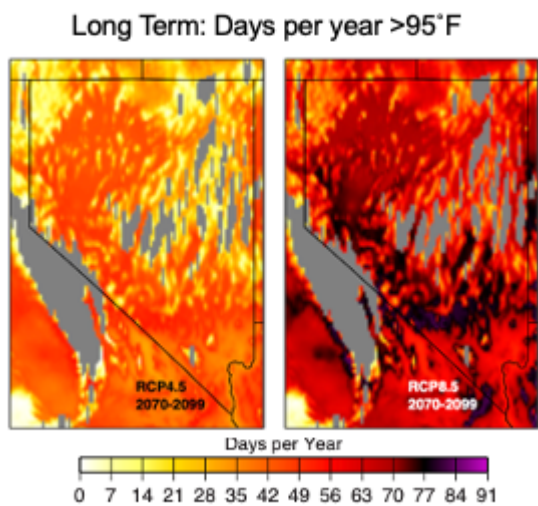 Long Term: Days per year >95˚F
RCP4.5
2070-2099
RCP8.5
2070-2099
Days per Year
0 7 14 21 28 35 42 49 56 63 70 77 84 91